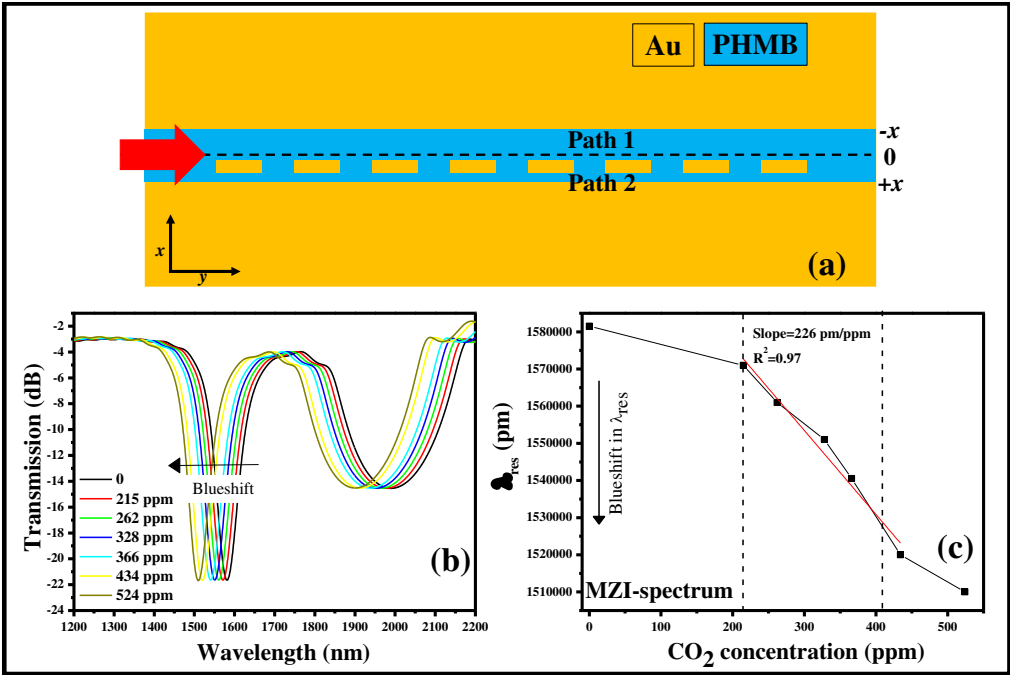 Au PHMB
Path 1
-x
0
Path 2
+x
x
y
(a)
-2
-4
-6
-8
-10
-12
-14
-16
-18
-20
-22
-24
Transmission (dB)
Blueshift
0
215 ppm
262 ppm
328 ppm
366 ppm
434 ppm
524 ppm
(b)
1200 1300 1400 1500 1600 1700 1800 1900 2000 2100 2200
Wavelength (nm)
1580000
1570000
1560000
1550000
1540000
1530000
1520000
1510000
res (pm)
Slope=226 pm/ppm
R²=0.97
Blueshift in λres
MZI-spectrum
(c)
0 100 200 300 400 500
CO₂ concentration (ppm)